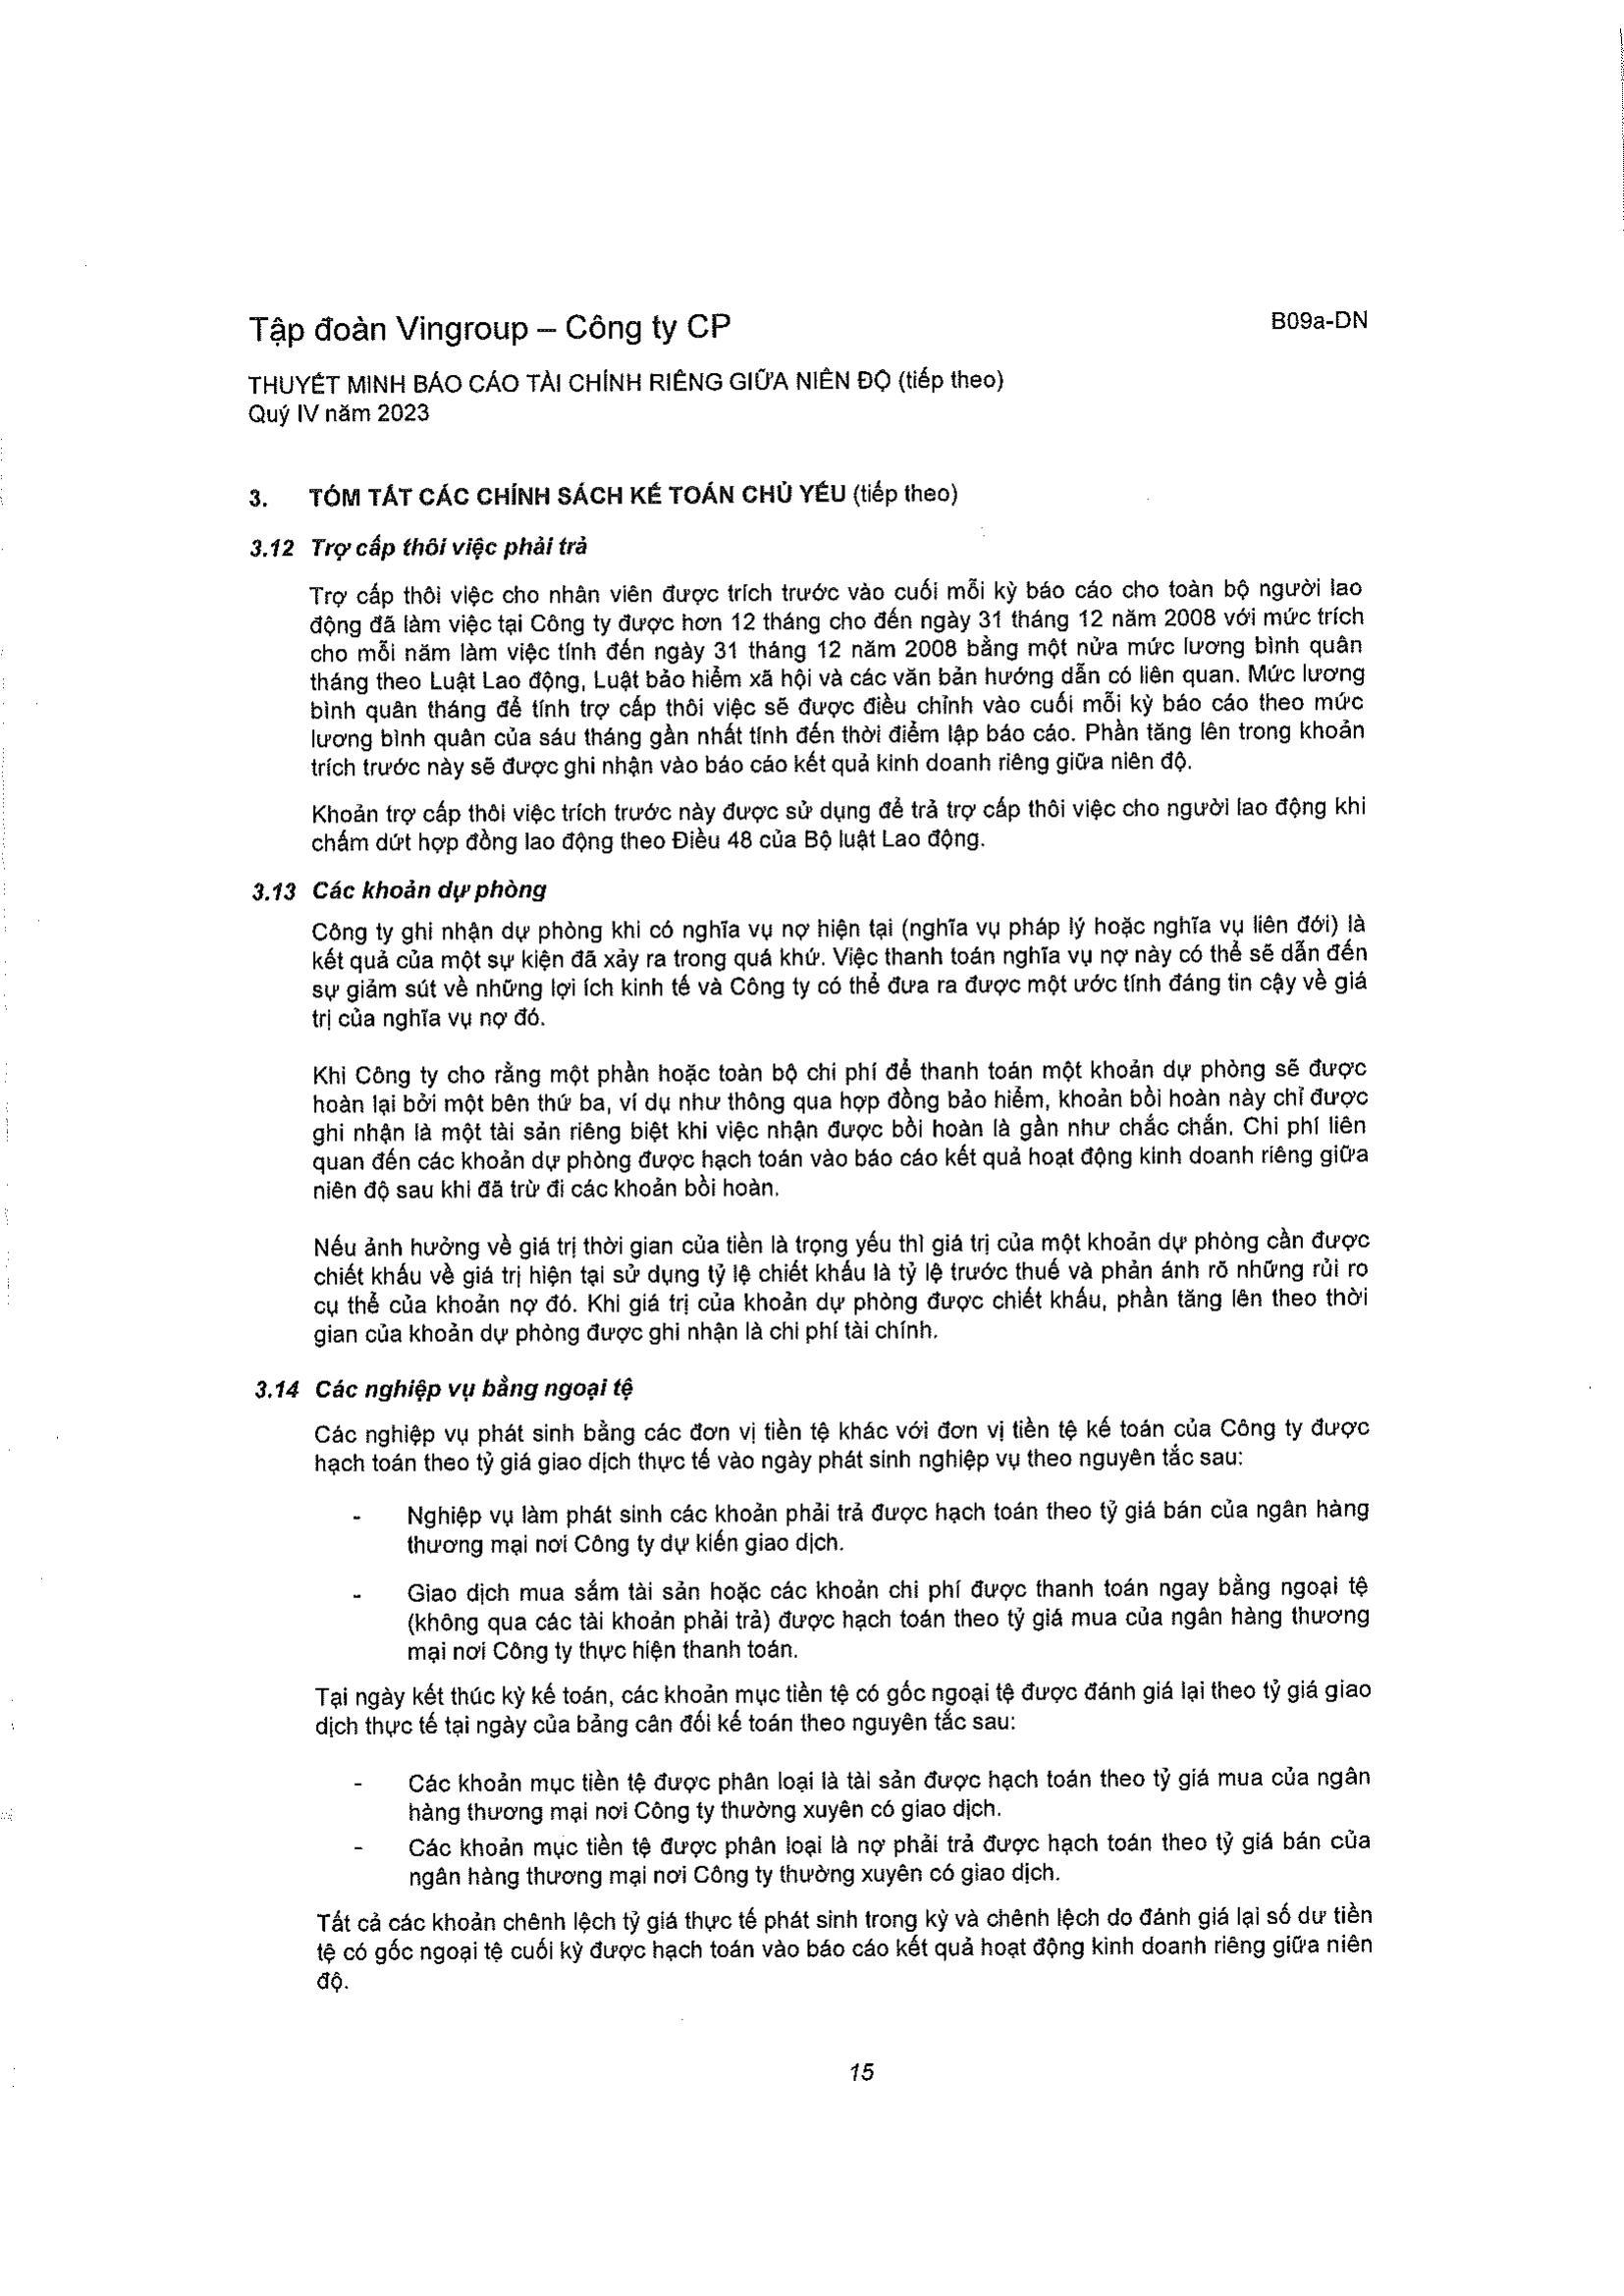 Tập đoàn Vingroup – Công ty CP
B09a-DN
THUYẾT MINH BÁO CÁO TÀI CHÍNH RIÊNG GIỮA NIÊN ĐỘ (tiếp theo)
Quý IV năm 2023
3. TÓM TẮT CÁC CHÍNH SÁCH KẾ TOÁN CHỦ YẾU (tiếp theo)
3.12 Trợ cấp thôi việc phải trả
Trợ cấp thôi việc cho nhân viên được trích trước vào cuối mỗi kỳ báo cáo cho toàn bộ người lao
động đã làm việc tại Công ty được hơn 12 tháng cho đến ngày 31 tháng 12 năm 2008 với mức trích
cho mỗi năm làm việc tính đến ngày 31 tháng 12 năm 2008 bằng một nửa mức lương bình quân
tháng theo Luật Lao động, Luật bảo hiểm xã hội và các văn bản hướng dẫn có liên quan. Mức lương
bình quân tháng để tính trợ cấp thôi việc sẽ được điều chỉnh vào cuối mỗi kỳ báo cáo theo mức
lương bình quân của sáu tháng gần nhất tính đến thời điểm lập báo cáo. Phần tăng lên trong khoản
trích trước này sẽ được ghi nhận vào báo cáo kết quả kinh doanh riêng giữa niên độ.
Khoản trợ cấp thôi việc trích trước này được sử dụng để trả trợ cấp thôi việc cho người lao động khi
chấm dứt hợp đồng lao động theo Điều 48 của Bộ luật Lao động.
3.13 Các khoản dự phòng
Công ty ghi nhận dự phòng khi có nghĩa vụ nợ hiện tại (nghĩa vụ pháp lý hoặc nghĩa vụ liên đới) là
kết quả của một sự kiện đã xảy ra trong quá khứ. Việc thanh toán nghĩa vụ nợ này có thể sẽ dẫn đến
sự giảm sút về những lợi ích kinh tế và Công ty có thể đưa ra được một ước tính đáng tin cậy về giá
trị của nghĩa vụ nợ đó.
Khi Công ty cho rằng một phần hoặc toàn bộ chi phí để thanh toán một khoản dự phòng sẽ được
hoàn lại bởi một bên thứ ba, ví dụ như thông qua hợp đồng bảo hiểm, khoản bồi hoàn này chỉ được
ghi nhận là một tài sản riêng biệt khi việc nhận được bồi hoàn là gần như chắc chắn. Chi phí liên
quan đến các khoản dự phòng được hạch toán vào báo cáo kết quả hoạt động kinh doanh riêng giữa
niên độ sau khi đã trừ đi các khoản bồi hoàn.
Nếu ảnh hưởng về giá trị thời gian của tiền là trọng yếu thì giá trị của một khoản dự phòng cần được
chiết khấu về giá trị hiện tại sử dụng tỷ lệ chiết khấu là tỷ lệ trước thuế và phản ánh rõ những rủi ro
cụ thể của khoản nợ đó. Khi giá trị của khoản dự phòng được chiết khấu, phần tăng lên theo thời
gian của khoản dự phòng được ghi nhận là chi phí tài chính.
3.14 Các nghiệp vụ bằng ngoại tệ
Các nghiệp vụ phát sinh bằng các đơn vị tiền tệ khác với đơn vị tiền tệ kế toán của Công ty được
hạch toán theo tỷ giá giao dịch thực tế vào ngày phát sinh nghiệp vụ theo nguyên tắc sau:
- Nghiệp vụ làm phát sinh các khoản phải trả được hạch toán theo tỷ giá bán của ngân hàng
thương mại nơi Công ty dự kiến giao dịch.
- Giao dịch mua sắm tài sản hoặc các khoản chi phí được thanh toán ngay bằng ngoại tệ
(không qua các tài khoản phải trả) được hạch toán theo tỷ giá mua của ngân hàng thương
mại nơi Công ty thực hiện thanh toán.
Tại ngày kết thúc kỳ kế toán, các khoản mục tiền tệ có gốc ngoại tệ được đánh giá lại theo tỷ giá giao
dịch thực tế tại ngày của bảng cân đối kế toán theo nguyên tắc sau:
- Các khoản mục tiền tệ được phân loại là tài sản được hạch toán theo tỷ giá mua của ngân
hàng thương mại nơi Công ty thường xuyên có giao dịch.
- Các khoản mục tiền tệ được phân loại là nợ phải trả được hạch toán theo tỷ giá bán của
ngân hàng thương mại nơi Công ty thường xuyên có giao dịch.
Tất cả các khoản chênh lệch tỷ giá thực tế phát sinh trong kỳ và chênh lệch do đánh giá lại số dư tiền
tệ có gốc ngoại tệ cuối kỳ được hạch toán vào báo cáo kết quả hoạt động kinh doanh riêng giữa niên
độ.
15